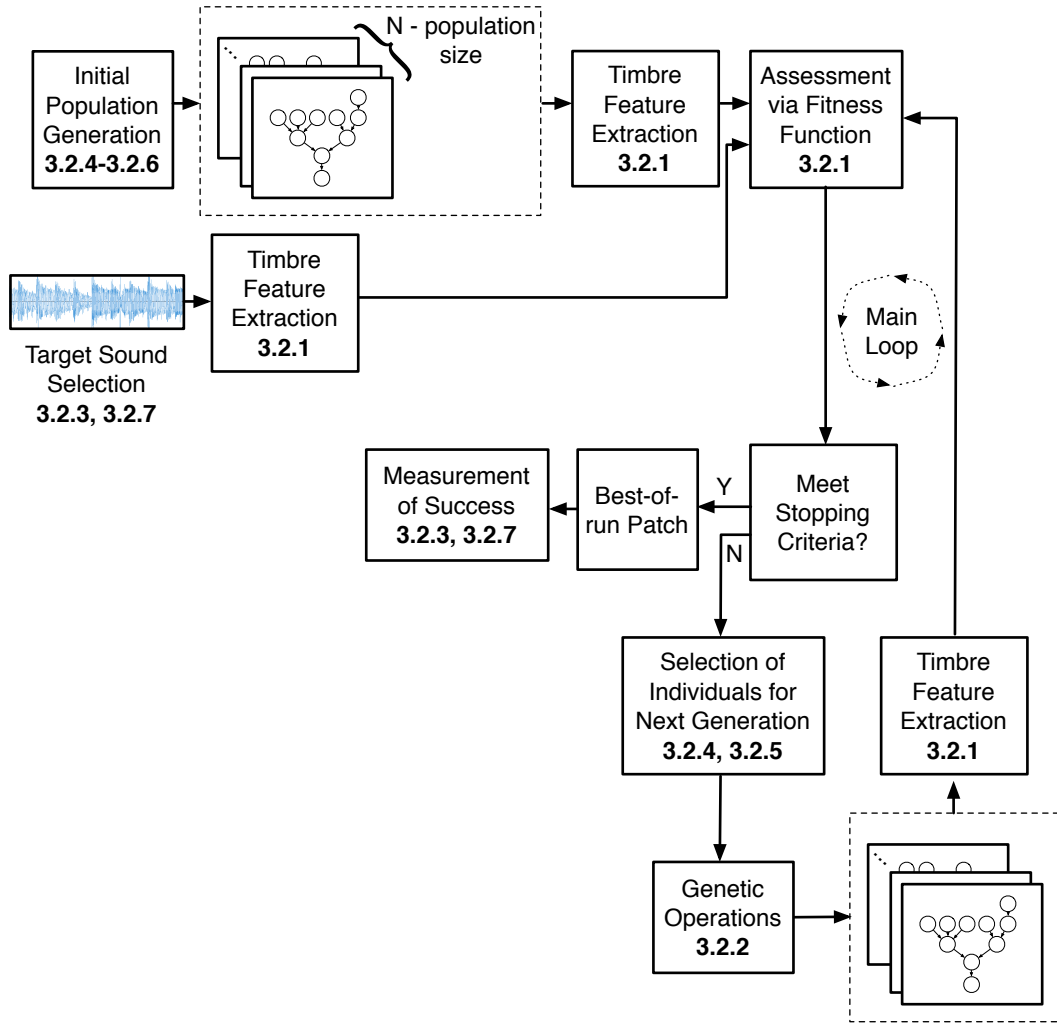 Initial
Population
Generation
3.2.4-3.2.6
N - population
size
Timbre
Feature
Extraction
3.2.1
Assessment
via Fitness
Function
3.2.1
Target Sound
Selection
3.2.3, 3.2.7
Timbre
Feature
Extraction
3.2.1
Main
Loop
Measurement
of Success
3.2.3, 3.2.7
Best-of-
run Patch
Y
N
Meet
Stopping
Criteria?
Selection of
Individuals for
Next Generation
3.2.4, 3.2.5
Timbre
Feature
Extraction
3.2.1
Genetic
Operations
3.2.2